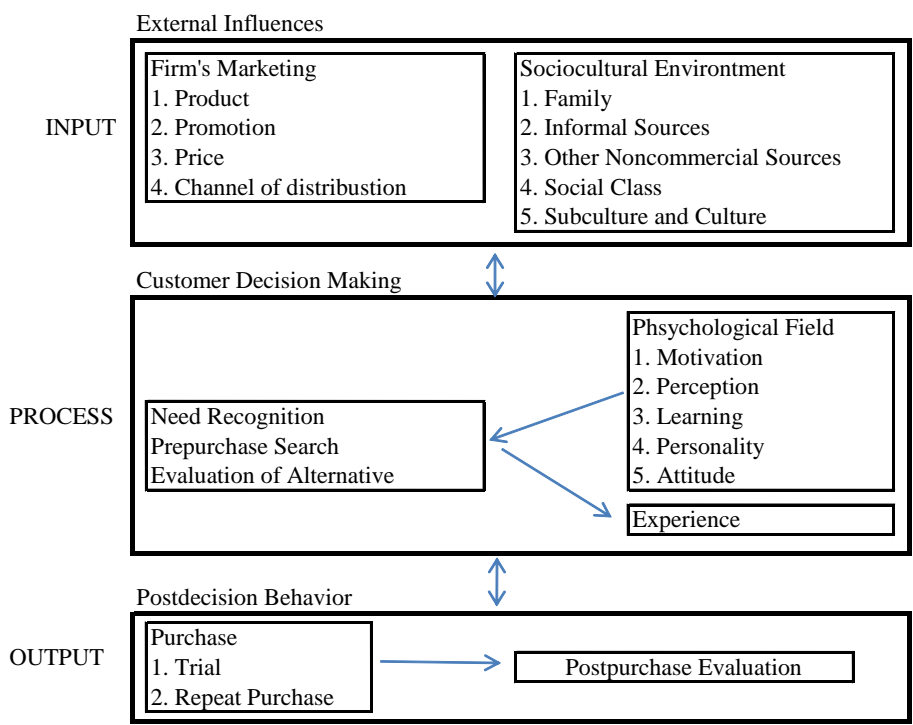 External Influences
INPUT
Firm's Marketing
1. Product
2. Promotion
3. Price
4. Channel of distribustion
Sociocultural Environtment
1. Family
2. Informal Sources
3. Other Noncommercial Sources
4. Social Class
5. Subculture and Culture
Customer Decision Making
PROCESS
Need Recognition
Prepurchase Search
Evaluation of Alternative
Phsychological Field
1. Motivation
2. Perception
3. Learning
4. Personality
5. Attitude
Experience
Postdecision Behavior
OUTPUT
Purchase
1. Trial
2. Repeat Purchase
Postpurchase Evaluation